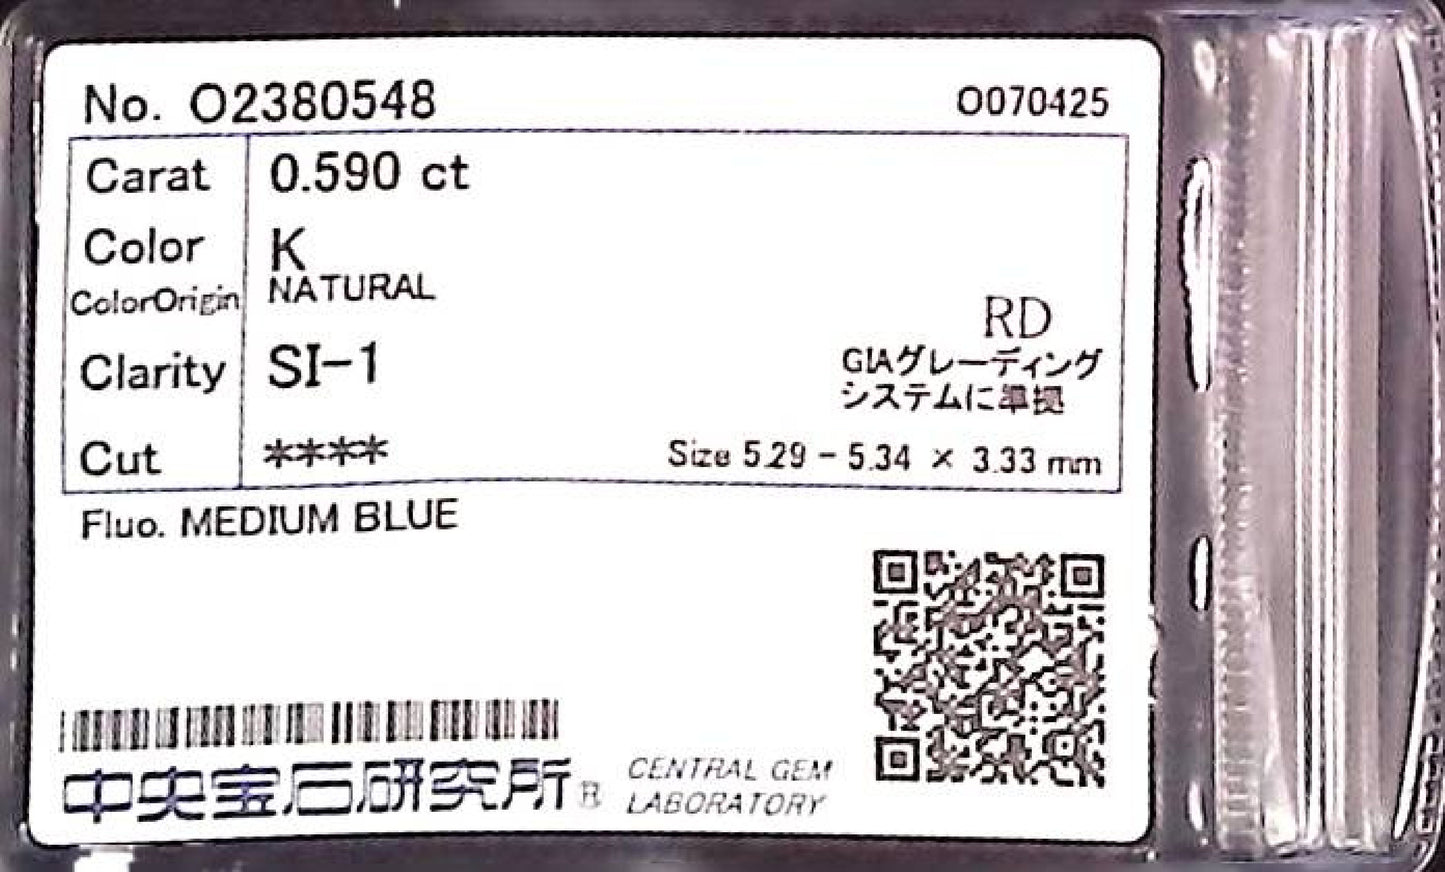 No. O2380548
O070425
Carat 0.590 ct
Color K
ColorOrigin NATURAL
RD
Clarity SI-1
GIAグレーディング
システムに準拠
Cut ****
Size 5.29 - 5.34 × 3.33 mm
Fluo. MEDIUM BLUE
中央宝石研究所®
CENTRAL GEM
LABORATORY